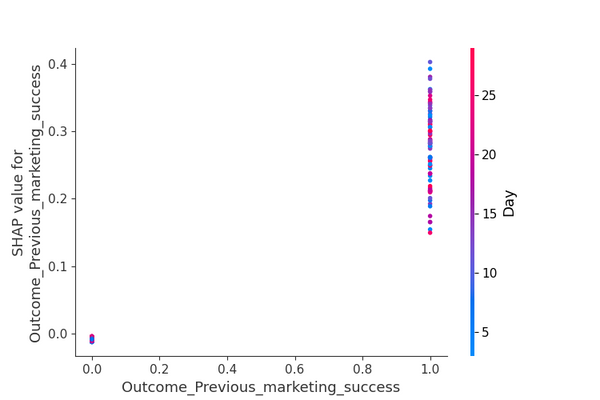 0.4
0.3
0.2
0.1
0.0
SHAP value for
Outcome_Previous_marketing_success
0.0 0.2 0.4 0.6 0.8 1.0
Outcome_Previous_marketing_success
25
20
15
10
5
Day